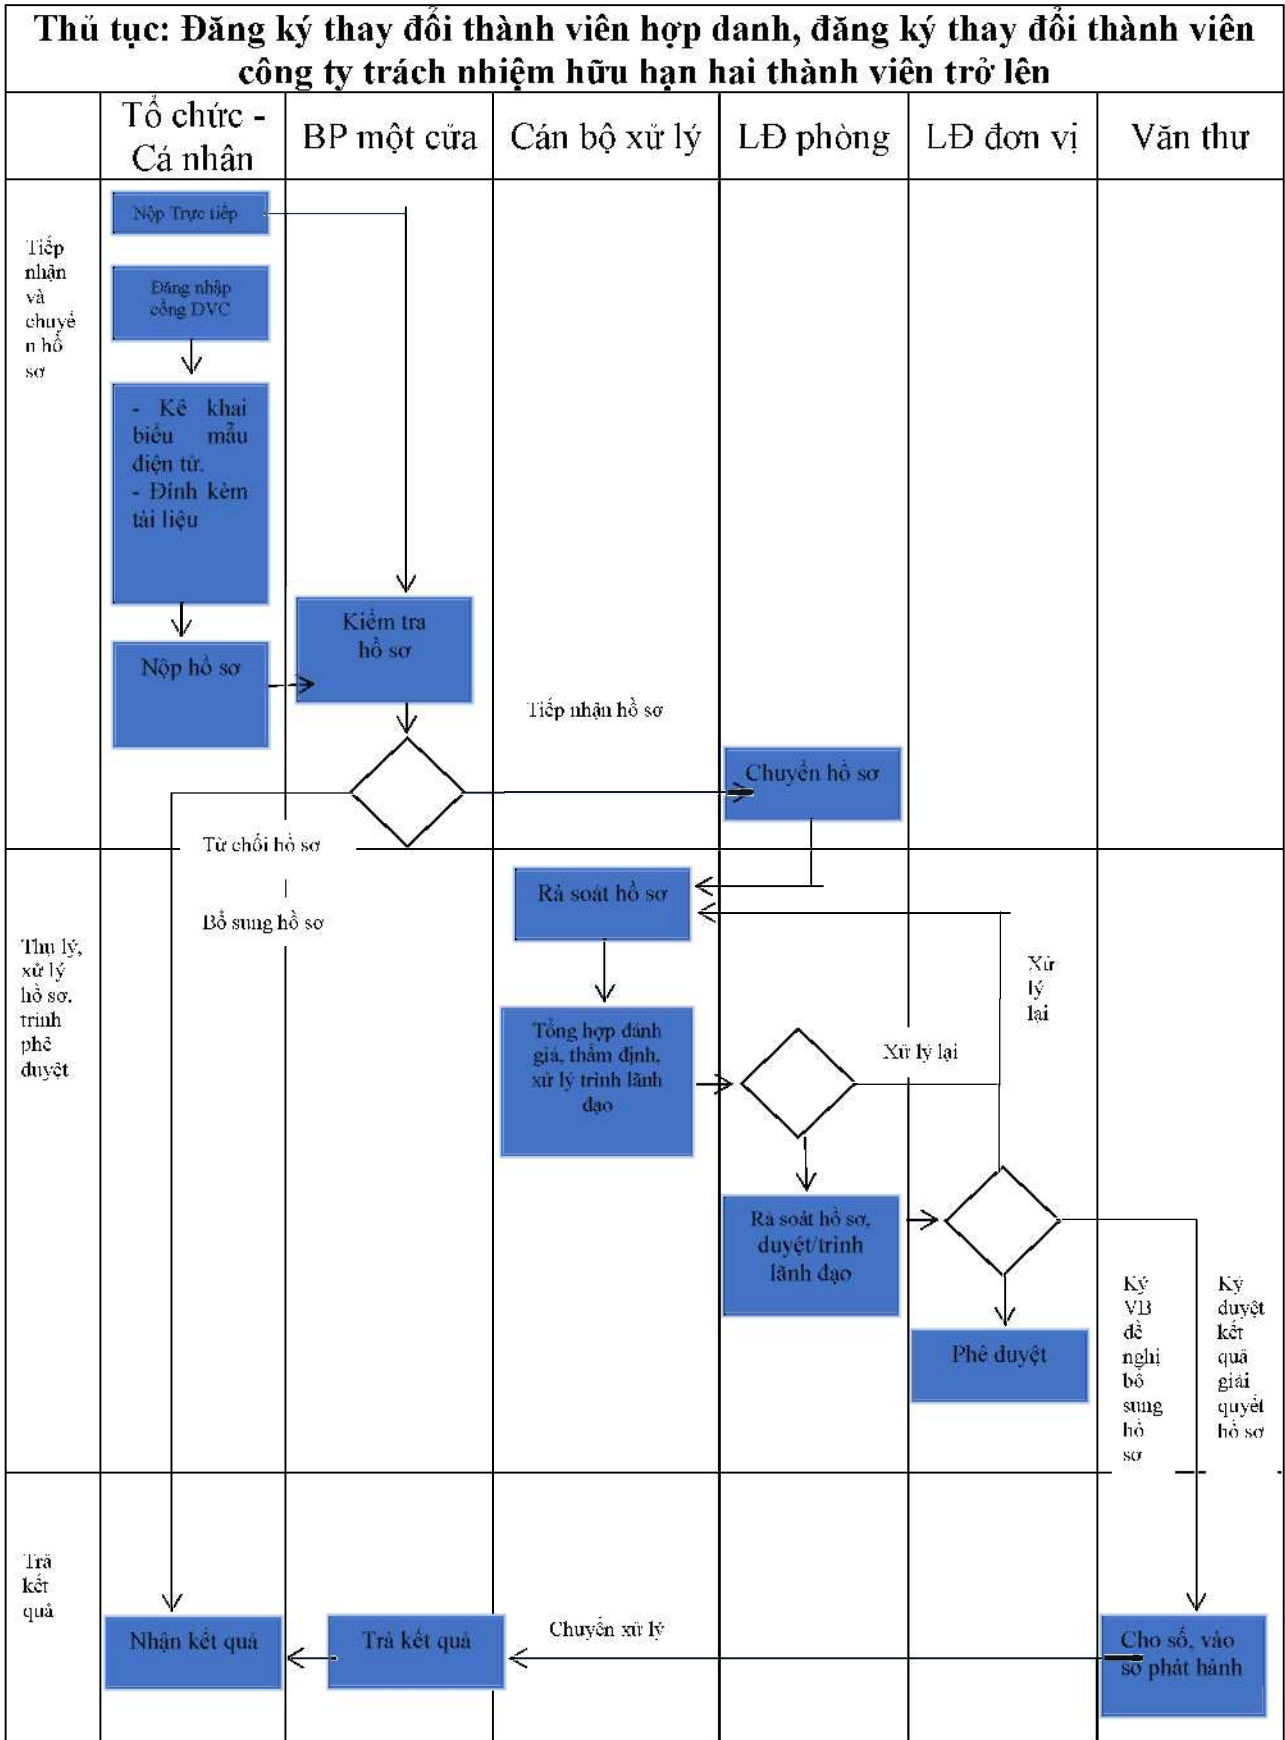 Thủ tục: Đăng ký thay đổi thành viên hợp danh, đăng ký thay đổi thành viên
công ty trách nhiệm hữu hạn hai thành viên trở lên
Tổ chức -
Cá nhân
BP một cửa
Cán bộ xử lý
LĐ phòng
LĐ đơn vị
Văn thư
Tiếp
nhận
và
chuyể
n hồ
sơ
Nộp Trực tiếp
Đăng nhập
cổng DVC
- Kê khai
biểu mẫu
điện tử.
- Đính kèm
tài liệu
Nộp hồ sơ
Kiểm tra
hồ sơ
Tiếp nhận hồ sơ
Chuyển hồ sơ
Từ chối hồ sơ
Bổ sung hồ sơ
Thụ lý,
xử lý
hồ sơ.
trình
phê
duyệt
Rà soát hồ sơ
Tổng hợp đánh
giá, thẩm định,
xử lý trình lãnh
đạo
Xử lý lại
Xử
lý
lại
Rà soát hồ sơ,
duyệt/trình
lãnh đạo
Phê duyệt
Ký
VB
đề
nghị
bổ
sung
hồ
sơ
Ký
duyệt
kết
quả
giải
quyết
hồ sơ
Trả
kết
quả
Nhận kết quả
Trả kết quả
Chuyển xử lý
Cho số, vào
sổ phát hành